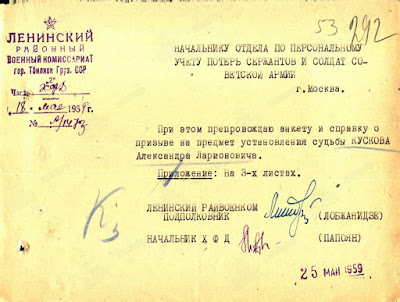 53 292
ЛЕНИНСКИЙ
РАЙОННЫЙ
ВОЕННЫЙ КОМИССАРИАТ
гор. Тбилиси Груз. ССР
НАЧАЛЬНИКУ ОТДЕЛА ПО ПЕРСОНАЛЬНОМУ
УЧЕТУ ПОТЕРЬ СЕРЖАНТОВ И СОЛДАТ СО-
ВЕТСКОЙ АРМИИ
г. Москва.
Часть ХФД
18 мая 1959 г.
№
При этом препровождаю анкету и справку о
призыве на предмет установления судьбы КУСКОВА
Александра Ларионовича.
Приложение: На 3-х листах.
ЛЕНИНСКИЙ РАЙВОЕНКОМ
ПОДПОЛКОВНИК
(ЛОБЖАНИДЗЕ)
НАЧАЛЬНИК Х Ф Д
(ПАПОЯН)
25 МАЙ 1959